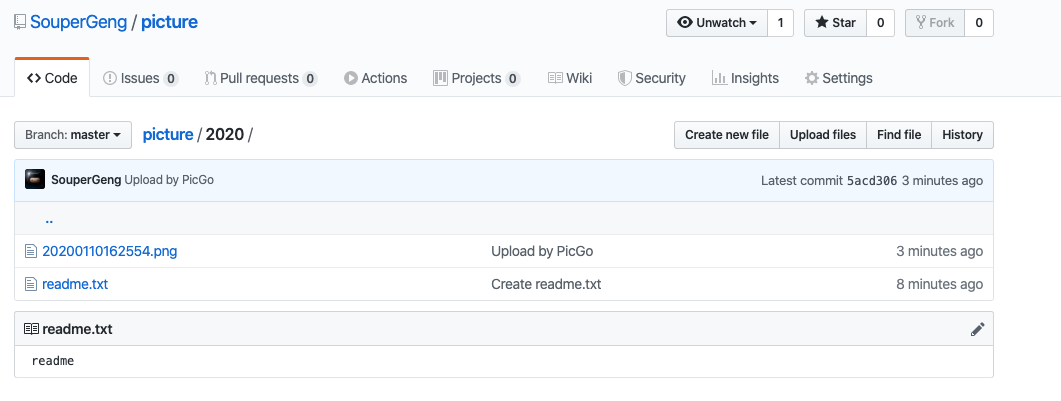 SouperGeng / picture Unwatch 1 Star 0 Fork 0
Code Issues 0 Pull requests 0 Actions Projects 0 Wiki Security Insights Settings
Branch: master picture / 2020 / Create new file Upload files Find file History
SouperGeng Upload by PicGo Latest commit 5acd306 3 minutes ago
..
20200110162554.png Upload by PicGo 3 minutes ago
readme.txt Create readme.txt 8 minutes ago
readme.txt
readme